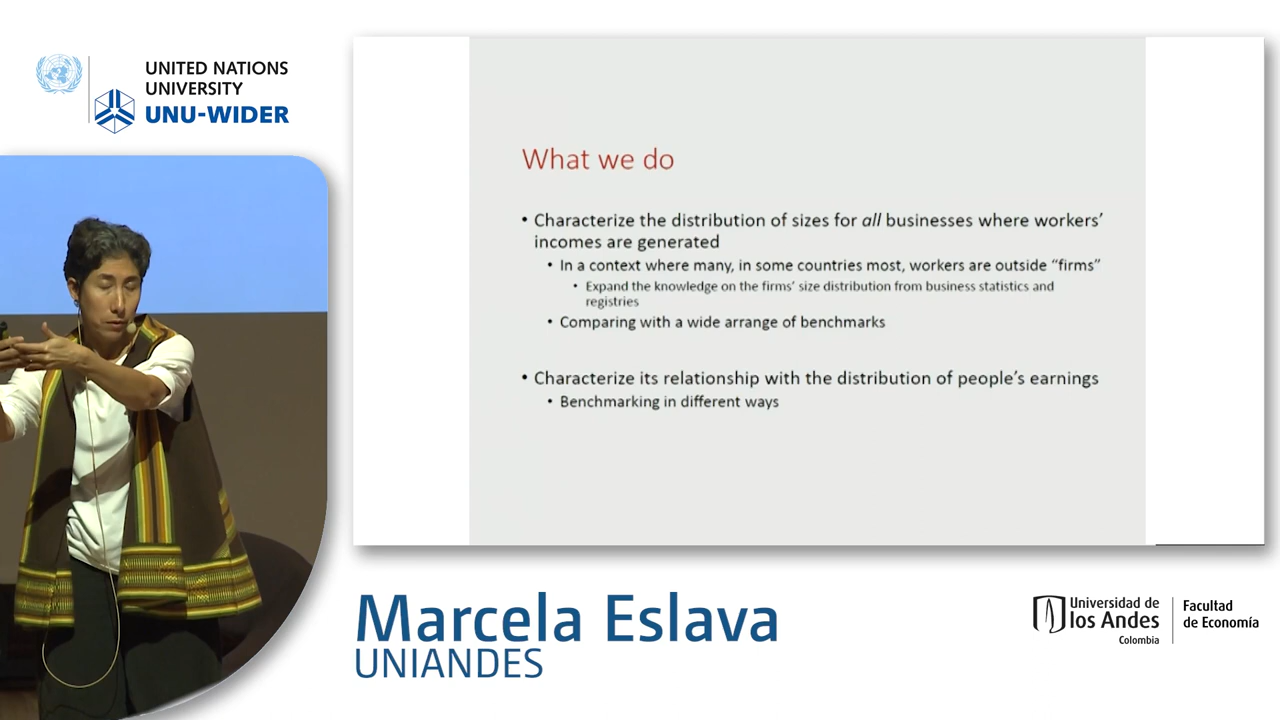 UNITED NATIONS
UNIVERSITY
UNU-WIDER
What we do
• Characterize the distribution of sizes for all businesses where workers’
incomes are generated
• In a context where many, in some countries most, workers are outside “firms”
• Expand the knowledge on the firms’ size distribution from business statistics and
registries
• Comparing with a wide arrange of benchmarks
• Characterize its relationship with the distribution of people’s earnings
• Benchmarking in different ways
Marcela Eslava
UNIANDES
Universidad de
los Andes
Colombia
Facultad
de Economía